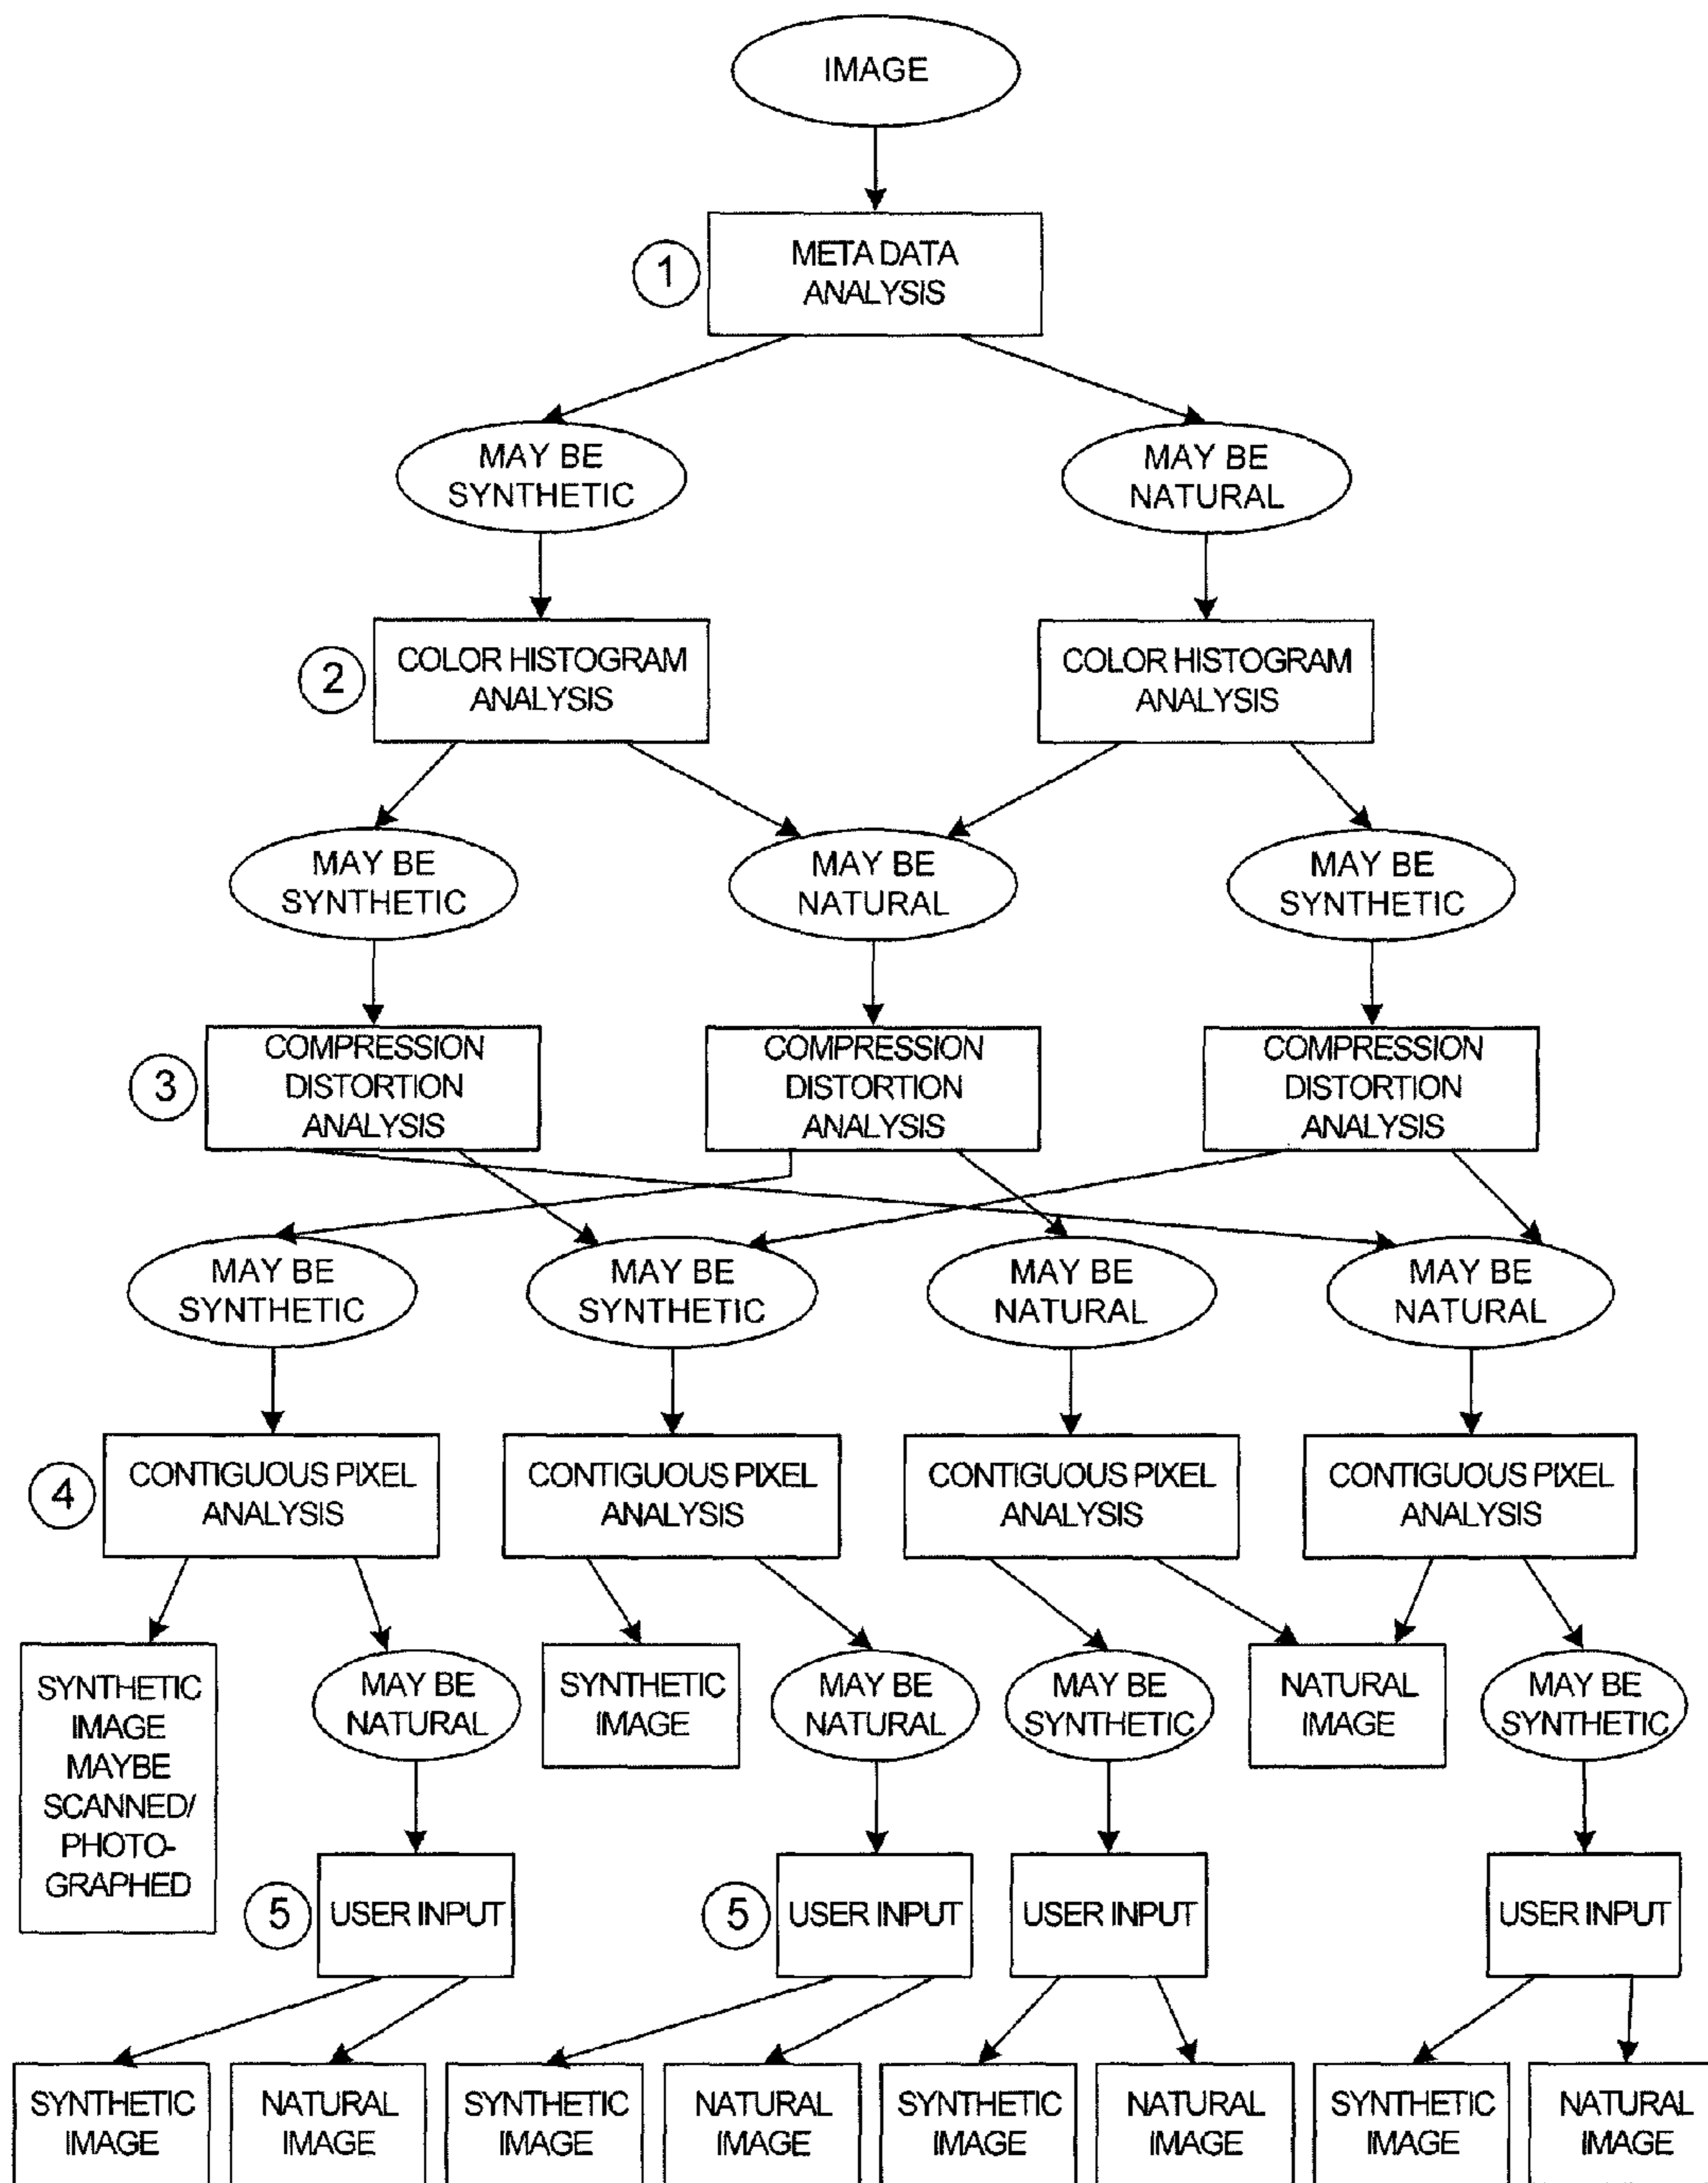 IMAGE
1
META DATA
ANALYSIS
MAY BE
SYNTHETIC
MAY BE
NATURAL
2
COLOR HISTOGRAM
ANALYSIS
COLOR HISTOGRAM
ANALYSIS
MAY BE
SYNTHETIC
MAY BE
NATURAL
MAY BE
SYNTHETIC
3
COMPRESSION
DISTORTION
ANALYSIS
COMPRESSION
DISTORTION
ANALYSIS
COMPRESSION
DISTORTION
ANALYSIS
MAY BE
SYNTHETIC
MAY BE
SYNTHETIC
MAY BE
NATURAL
MAY BE
NATURAL
4
CONTIGUOUS PIXEL
ANALYSIS
CONTIGUOUS PIXEL
ANALYSIS
CONTIGUOUS PIXEL
ANALYSIS
CONTIGUOUS PIXEL
ANALYSIS
SYNTHETIC
IMAGE
MAYBE
SCANNED/
PHOTO-
GRAPHED
MAY BE
NATURAL
SYNTHETIC
IMAGE
MAY BE
NATURAL
MAY BE
SYNTHETIC
NATURAL
IMAGE
MAY BE
SYNTHETIC
5
USER INPUT
5
USER INPUT
USER INPUT
USER INPUT
SYNTHETIC
IMAGE
NATURAL
IMAGE
SYNTHETIC
IMAGE
NATURAL
IMAGE
SYNTHETIC
IMAGE
NATURAL
IMAGE
SYNTHETIC
IMAGE
NATURAL
IMAGE